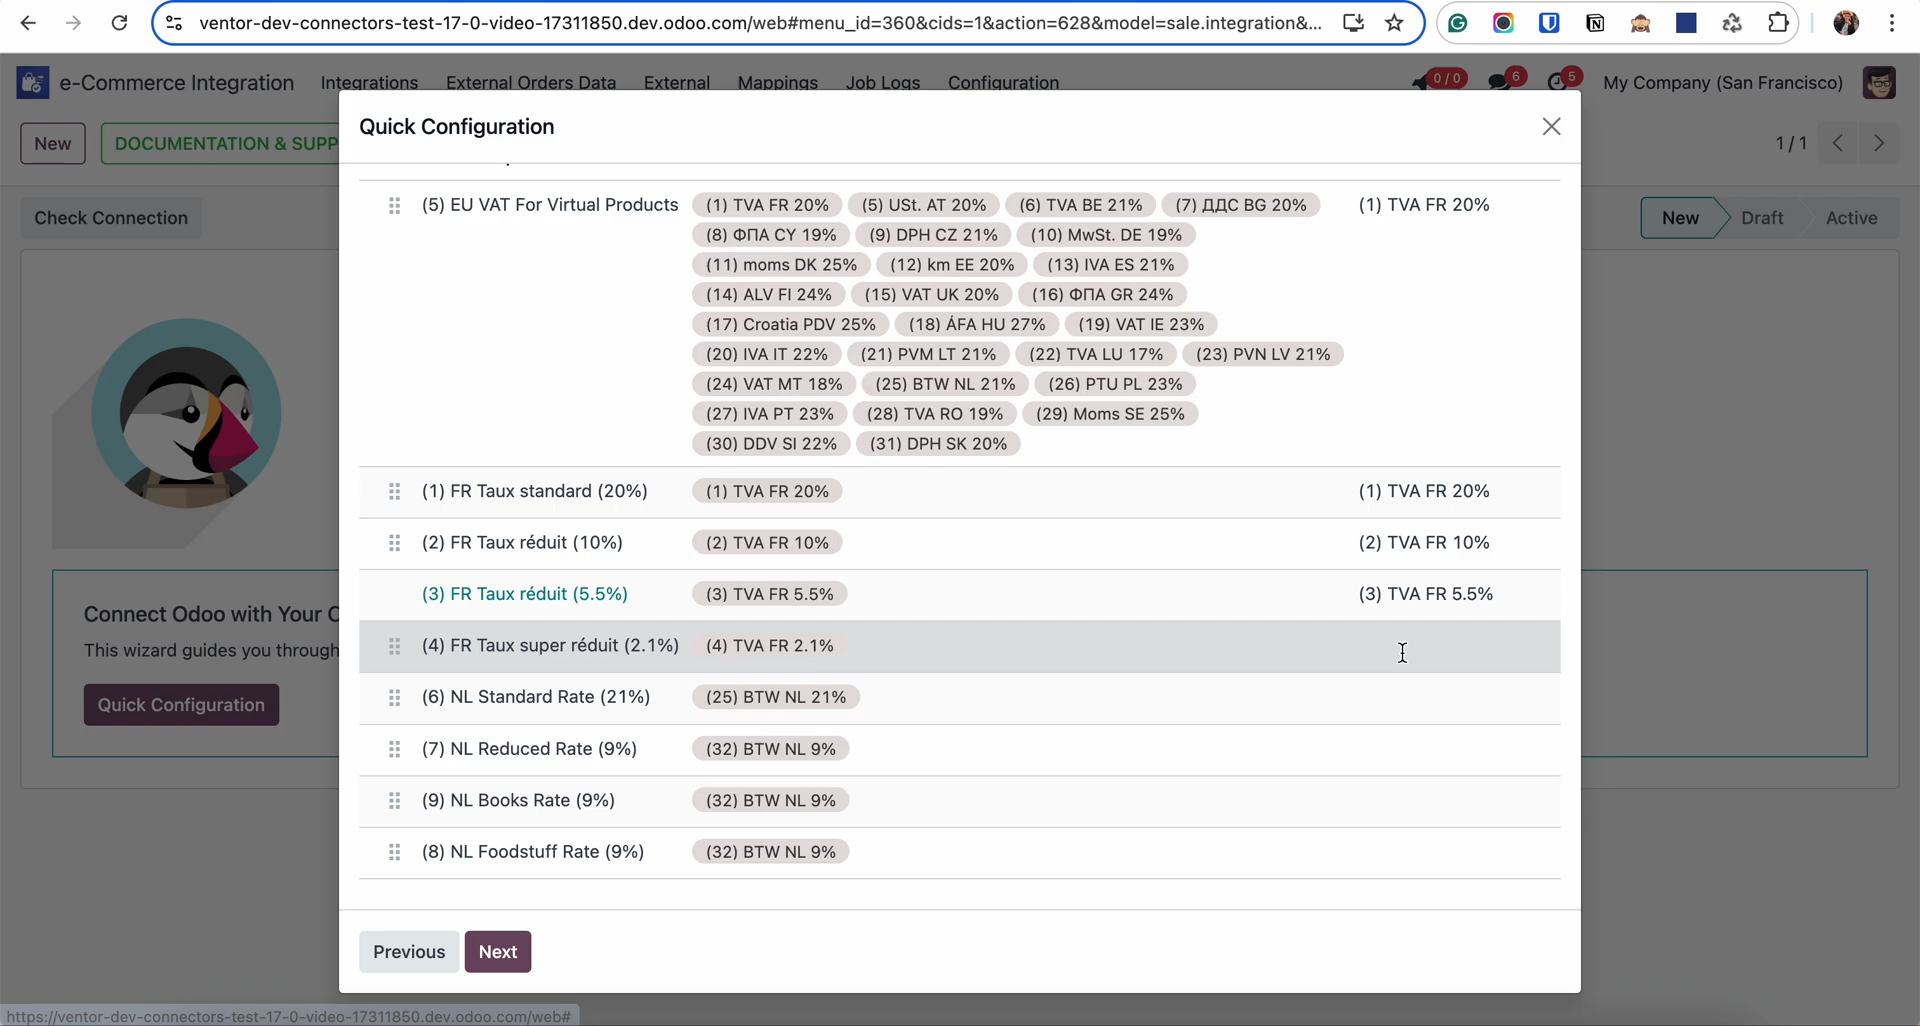 ventor-dev-connectors-test-17-0-video-17311850.dev.odoo.com/web#menu_id=360&cids=1&action=628&model=sale.integration&...
e-Commerce Integration Integrations External Orders Data External Mappings Job Logs Configuration 0 / 0 6 5 My Company (San Francisco)
New DOCUMENTATION & SUPP 1 / 1
Quick Configuration
Check Connection New Draft Active
(5) EU VAT For Virtual Products (1) TVA FR 20% (5) USt. AT 20% (6) TVA BE 21% (7) ДДС BG 20% (1) TVA FR 20%
(8) ΦΠΑ CY 19% (9) DPH CZ 21% (10) MwSt. DE 19%
(11) moms DK 25% (12) km EE 20% (13) IVA ES 21%
(14) ALV FI 24% (15) VAT UK 20% (16) ΦΠΑ GR 24%
(17) Croatia PDV 25% (18) ÁFA HU 27% (19) VAT IE 23%
(20) IVA IT 22% (21) PVM LT 21% (22) TVA LU 17% (23) PVN LV 21%
(24) VAT MT 18% (25) BTW NL 21% (26) PTU PL 23%
(27) IVA PT 23% (28) TVA RO 19% (29) Moms SE 25%
(30) DDV SI 22% (31) DPH SK 20%
(1) FR Taux standard (20%) (1) TVA FR 20% (1) TVA FR 20%
(2) FR Taux réduit (10%) (2) TVA FR 10% (2) TVA FR 10%
(3) FR Taux réduit (5.5%) (3) TVA FR 5.5% (3) TVA FR 5.5%
(4) FR Taux super réduit (2.1%) (4) TVA FR 2.1%
(6) NL Standard Rate (21%) (25) BTW NL 21%
(7) NL Reduced Rate (9%) (32) BTW NL 9%
(9) NL Books Rate (9%) (32) BTW NL 9%
(8) NL Foodstuff Rate (9%) (32) BTW NL 9%
Connect Odoo with Your
This wizard guides you through
Quick Configuration
Previous Next
https://ventor-dev-connectors-test-17-0-video-17311850.dev.odoo.com/web#